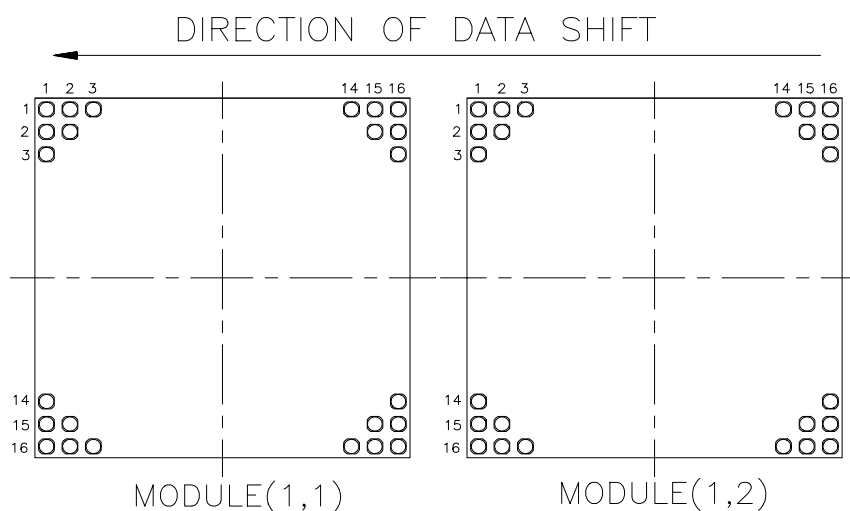 DIRECTION OF DATA SHIFT
1 2 3 14 15 16 1 2 3 14 15 16
1 1
2 2
3 3
14 14
15 15
16 16
MODULE(1,1) MODULE(1,2)